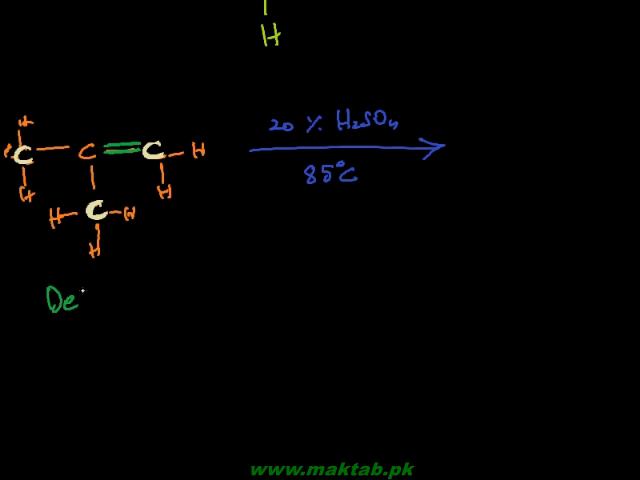 H
20 % H2SO4
85°C
H
C C C H
H H
H C H
H
De
www.maktab.pk